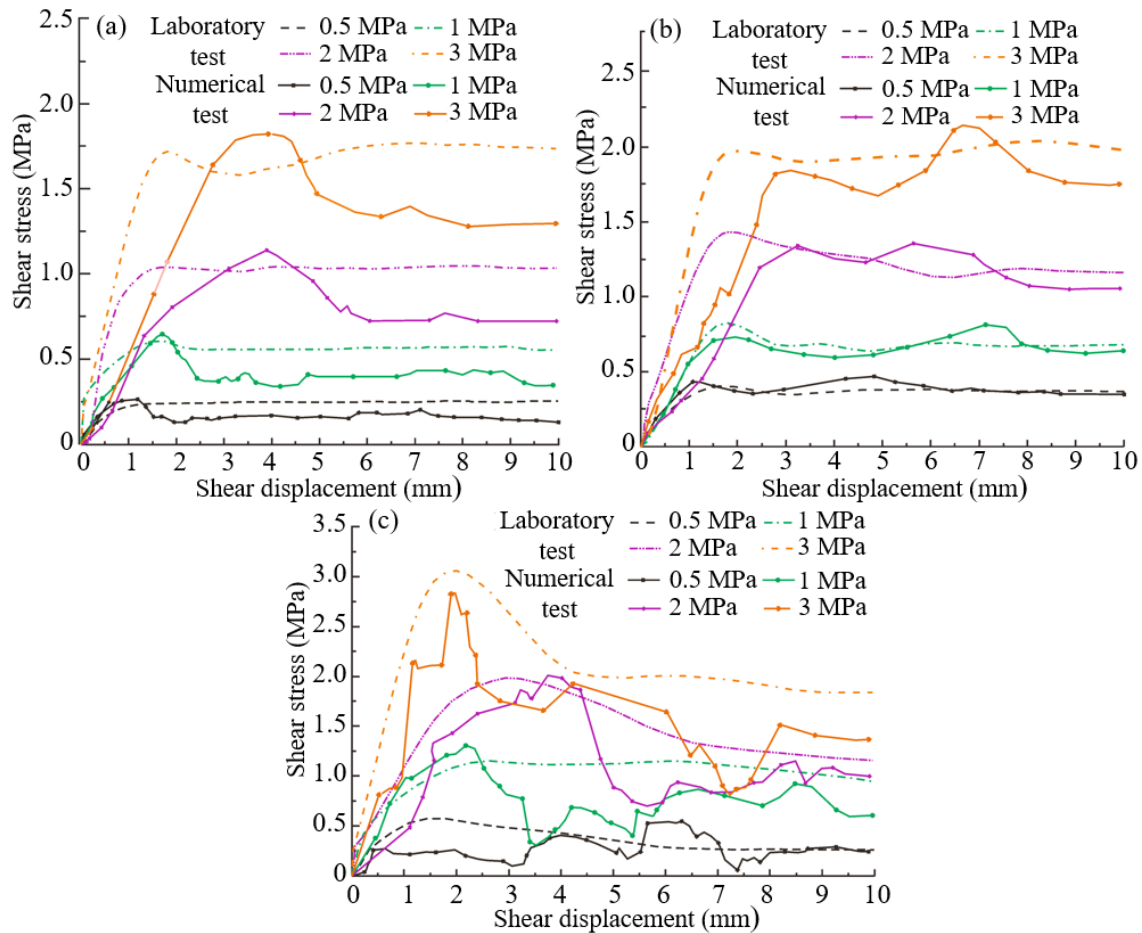 (a)
Laboratory test
0.5 MPa
1 MPa
2 MPa
3 MPa
Numerical test
0.5 MPa
1 MPa
2 MPa
3 MPa
2.5
2.0
1.5
1.0
0.5
0
Shear stress (MPa)
0 1 2 3 4 5 6 7 8 9 10
Shear displacement (mm)
(b)
Laboratory test
0.5 MPa
1 MPa
2 MPa
3 MPa
Numerical test
0.5 MPa
1 MPa
2 MPa
3 MPa
2.5
2.0
1.5
1.0
0.5
0
Shear stress (MPa)
0 1 2 3 4 5 6 7 8 9 10
Shear displacement (mm)
(c)
Laboratory test
0.5 MPa
1 MPa
2 MPa
3 MPa
Numerical test
0.5 MPa
1 MPa
2 MPa
3 MPa
3.5
3.0
2.5
2.0
1.5
1.0
0.5
0
Shear stress (MPa)
0 1 2 3 4 5 6 7 8 9 10
Shear displacement (mm)